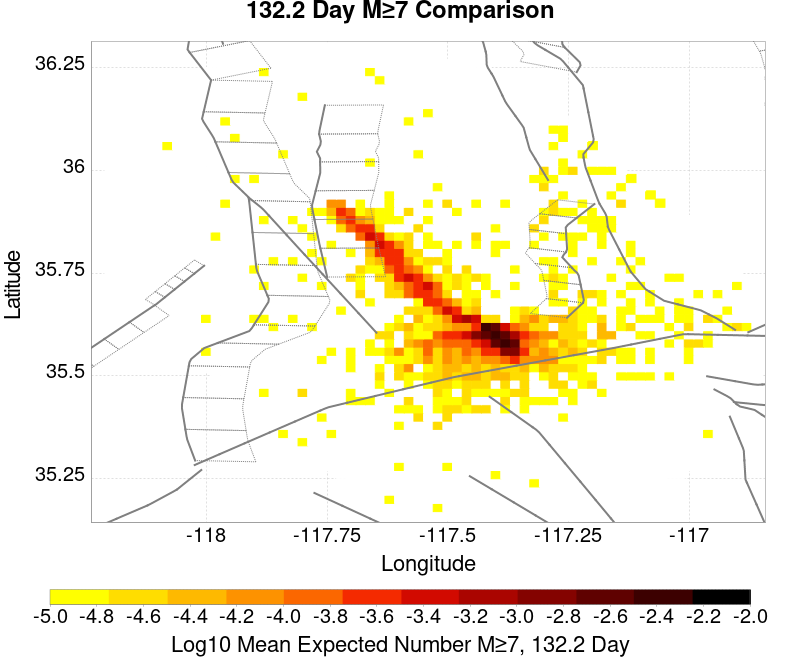 132.2 Day M≥7 Comparison
36.25
36
35.75
35.5
35.25
Latitude
-118
-117.75
-117.5
-117.25
-117
Longitude
-5.0 -4.8 -4.6 -4.4 -4.2 -4.0 -3.8 -3.6 -3.4 -3.2 -3.0 -2.8 -2.6 -2.4 -2.2 -2.0
Log10 Mean Expected Number M≥7, 132.2 Day